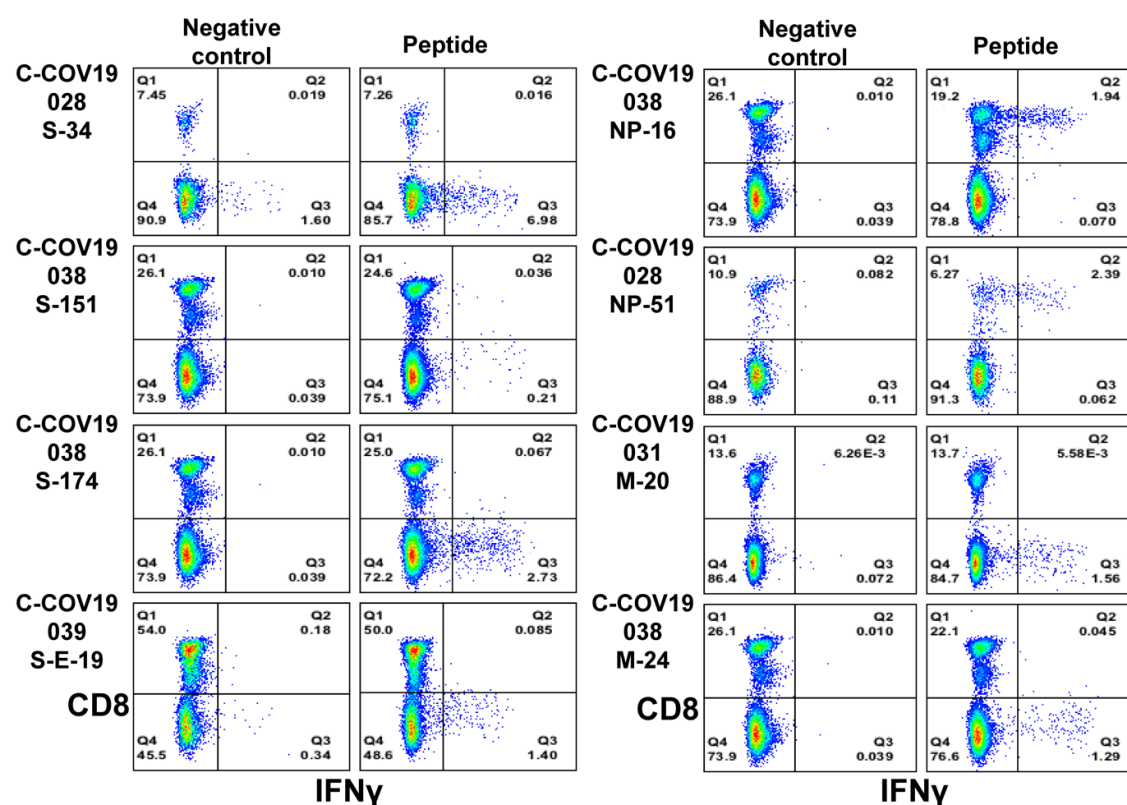 Negative
control
Peptide
Negative
control
Peptide
C-COV19
028
S-34
Q1
7.45
Q2
0.019
Q4
90.9
Q3
1.60
Q1
7.26
Q2
0.016
Q4
85.7
Q3
6.98
C-COV19
038
NP-16
Q1
26.1
Q2
0.010
Q4
73.9
Q3
0.039
Q1
19.2
Q2
1.94
Q4
78.8
Q3
0.070
C-COV19
038
S-151
Q1
26.1
Q2
0.010
Q4
73.9
Q3
0.039
Q1
24.6
Q2
0.036
Q4
75.1
Q3
0.21
C-COV19
028
NP-51
Q1
10.9
Q2
0.082
Q4
88.9
Q3
0.11
Q1
6.27
Q2
2.39
Q4
91.3
Q3
0.062
C-COV19
038
S-174
Q1
26.1
Q2
0.010
Q4
73.9
Q3
0.039
Q1
25.0
Q2
0.067
Q4
72.2
Q3
2.73
C-COV19
031
M-20
Q1
13.6
Q2
6.26E-3
Q4
86.4
Q3
0.072
Q1
13.7
Q2
5.58E-3
Q4
84.7
Q3
1.56
C-COV19
039
S-E-19
Q1
54.0
Q2
0.18
Q4
45.5
Q3
0.34
Q1
50.0
Q2
0.085
Q4
48.6
Q3
1.40
C-COV19
038
M-24
Q1
26.1
Q2
0.010
Q4
73.9
Q3
0.039
Q1
22.1
Q2
0.045
Q4
76.6
Q3
1.29
CD8
CD8
IFNγ
IFNγ